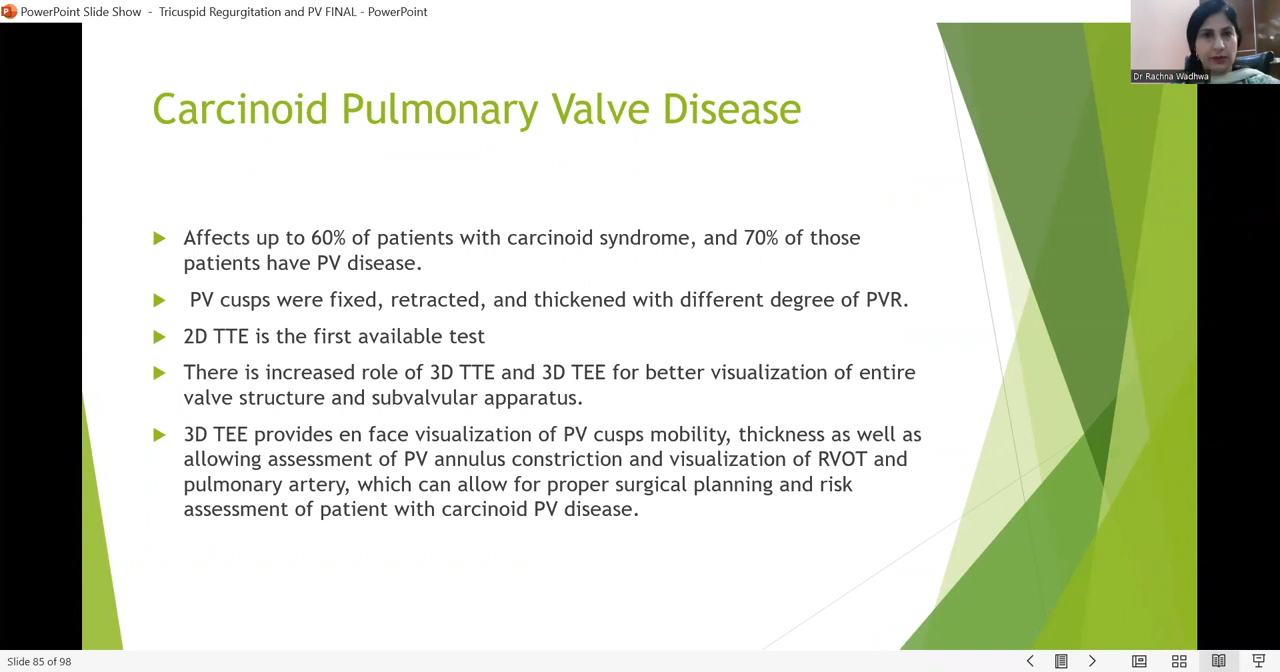 PowerPoint Slide Show - Tricuspid Regurgitation and PV FINAL - PowerPoint
Dr Rachna Wadhwa
Carcinoid Pulmonary Valve Disease
Affects up to 60% of patients with carcinoid syndrome, and 70% of those
patients have PV disease.
PV cusps were fixed, retracted, and thickened with different degree of PVR.
2D TTE is the first available test
There is increased role of 3D TTE and 3D TEE for better visualization of entire
valve structure and subvalvular apparatus.
3D TEE provides en face visualization of PV cusps mobility, thickness as well as
allowing assessment of PV annulus constriction and visualization of RVOT and
pulmonary artery, which can allow for proper surgical planning and risk
assessment of patient with carcinoid PV disease.
Slide 85 of 98